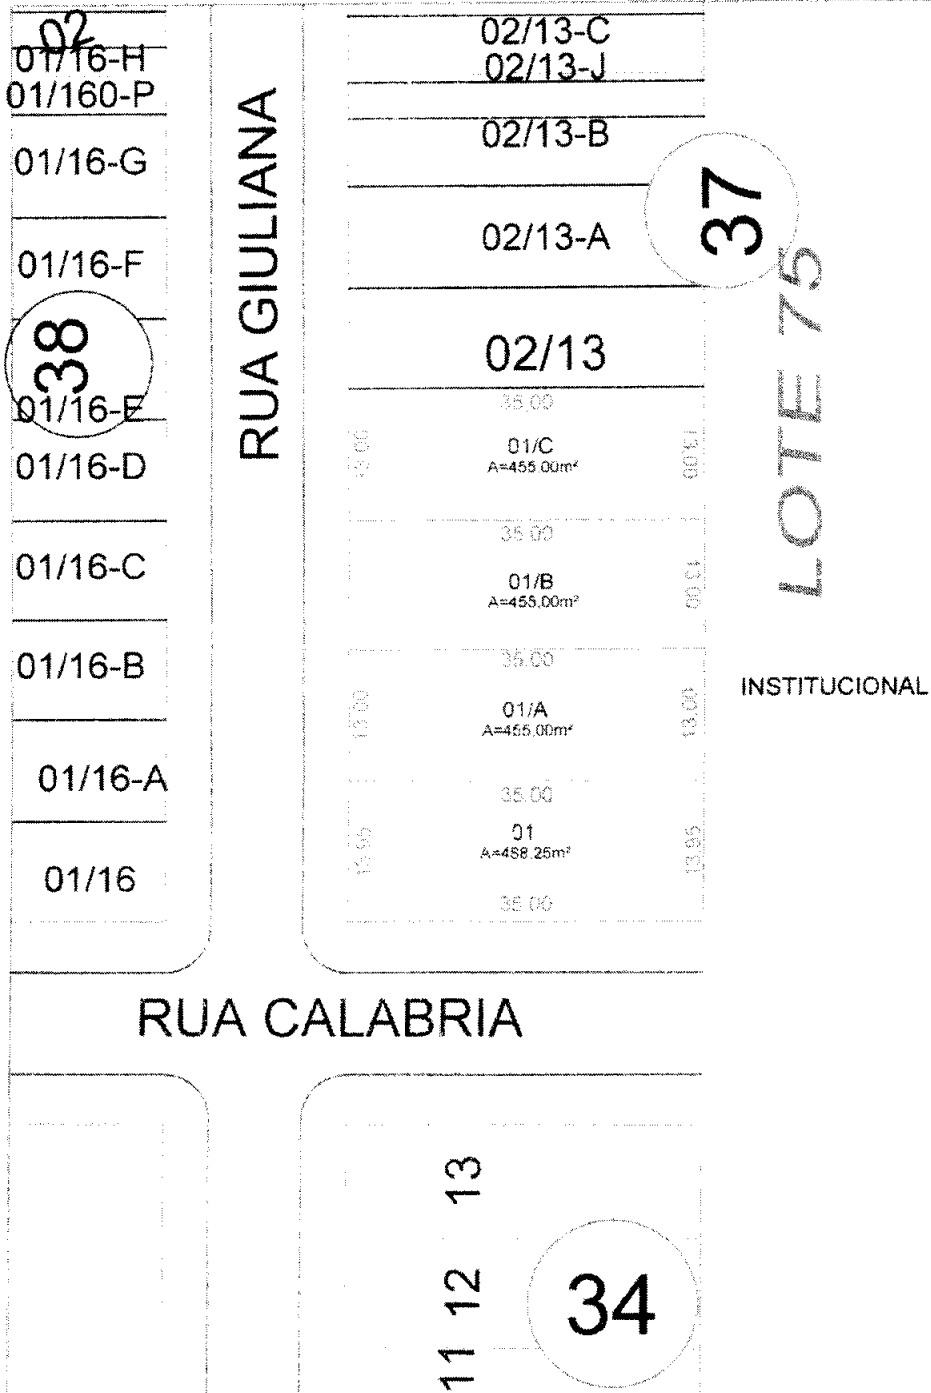 02
01/16-H
01/160-P
01/16-G
01/16-F
38
01/16-E
01/16-D
01/16-C
01/16-B
01/16-A
01/16
RUA GIULIANA
02/13-C
02/13-J
02/13-B
02/13-A
37
02/13
35.00
01/C
A=455.00m²
13.00
13.00
35.00
01/B
A=455,00m²
13.00
35.00
01/A
A=455,00m²
13.00
13.00
35.00
01
A=488.25m²
13.95
13.95
35.00
LOTE 75
INSTITUCIONAL
RUA CALABRIA
13
12
11
34